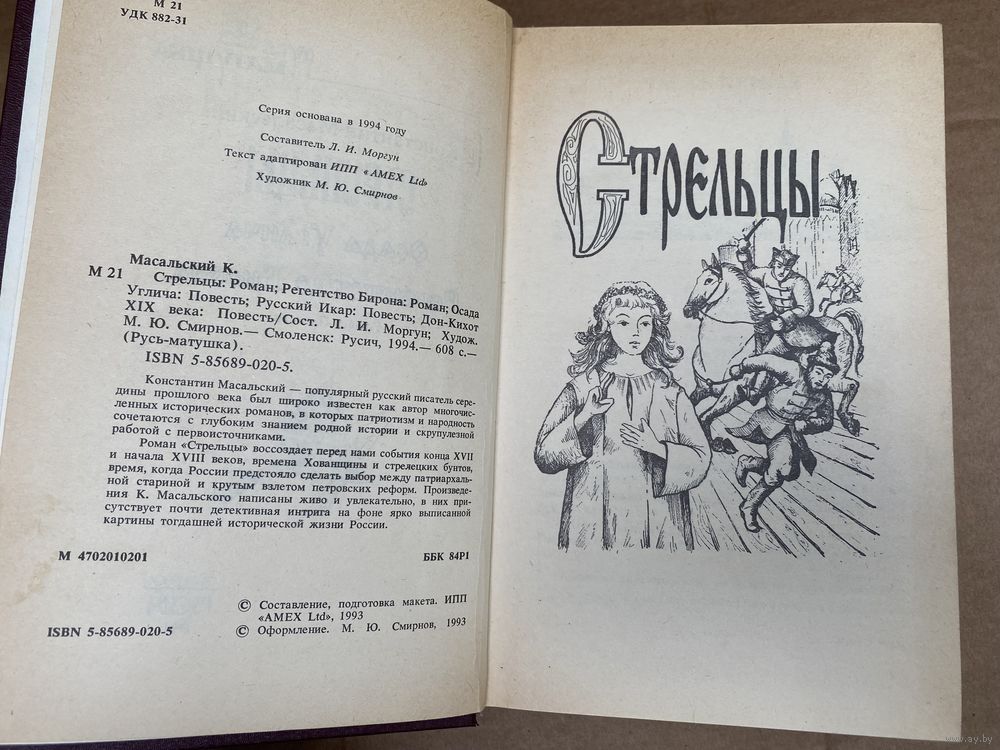 М 21
УДК 882-31
Серия основана в 1994 году
Составитель Л. И. Моргун
Текст адаптирован ИПП «АМЕХ Ltd»
Художник М. Ю. Смирнов
Масальский К.
М 21 Стрельцы: Роман; Регентство Бирона: Роман; Осада
Углича: Повесть; Русский Икар: Повесть; Дон-Кихот
XIX века: Повесть/Сост. Л. И. Моргун; Худож.
М. Ю. Смирнов.— Смоленск: Русич, 1994.— 608 с.—
(Русь-матушка).
ISBN 5-85689-020-5.
Константин Масальский — популярный русский писатель сере-
дины прошлого века был широко известен как автор многочис-
ленных исторических романов, в которых патриотизм и народность
сочетаются с глубоким знанием родной истории и скрупулезной
работой с первоисточниками.
Роман «Стрельцы» воссоздает перед нами события конца XVII
и начала XVIII веков, времена Хованщины и стрелецких бунтов,
время, когда России предстояло сделать выбор между патриархаль-
ной стариной и крутым взлетом петровских реформ. Произведе-
ния К. Масальского написаны живо и увлекательно, в них при-
сутствует почти детективная интрига на фоне ярко выписанной
картины тогдашней исторической жизни России.
М 4702010201 ББК 84Р1
© Составление, подготовка макета. ИПП
«АМЕХ Ltd», 1993
ISBN 5-85689-020-5 © Оформление. М. Ю. Смирнов, 1993
Стрельцы
www.ay.by